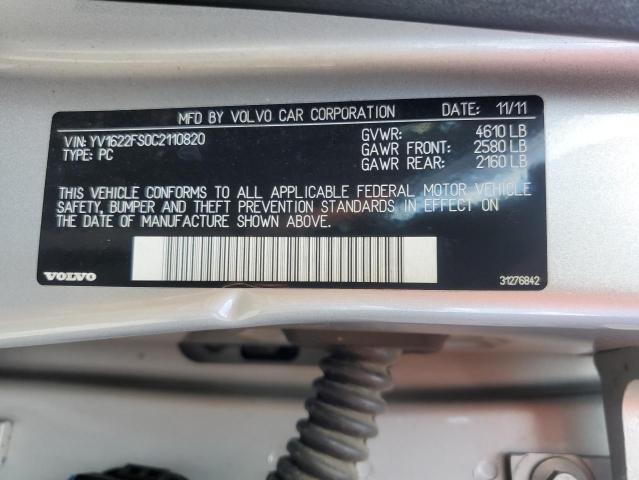 MFD BY VOLVO CAR CORPORATION DATE: 11/11
VIN: YV1622FS0C2110820 GVWR: 4610 LB
TYPE: PC GAWR FRONT: 2580 LB
GAWR REAR: 2160 LB
THIS VEHICLE CONFORMS TO ALL APPLICABLE FEDERAL MOTOR VEHICLE
SAFETY, BUMPER AND THEFT PREVENTION STANDARDS IN EFFECT ON
THE DATE OF MANUFACTURE SHOWN ABOVE.
VOLVO 31276842